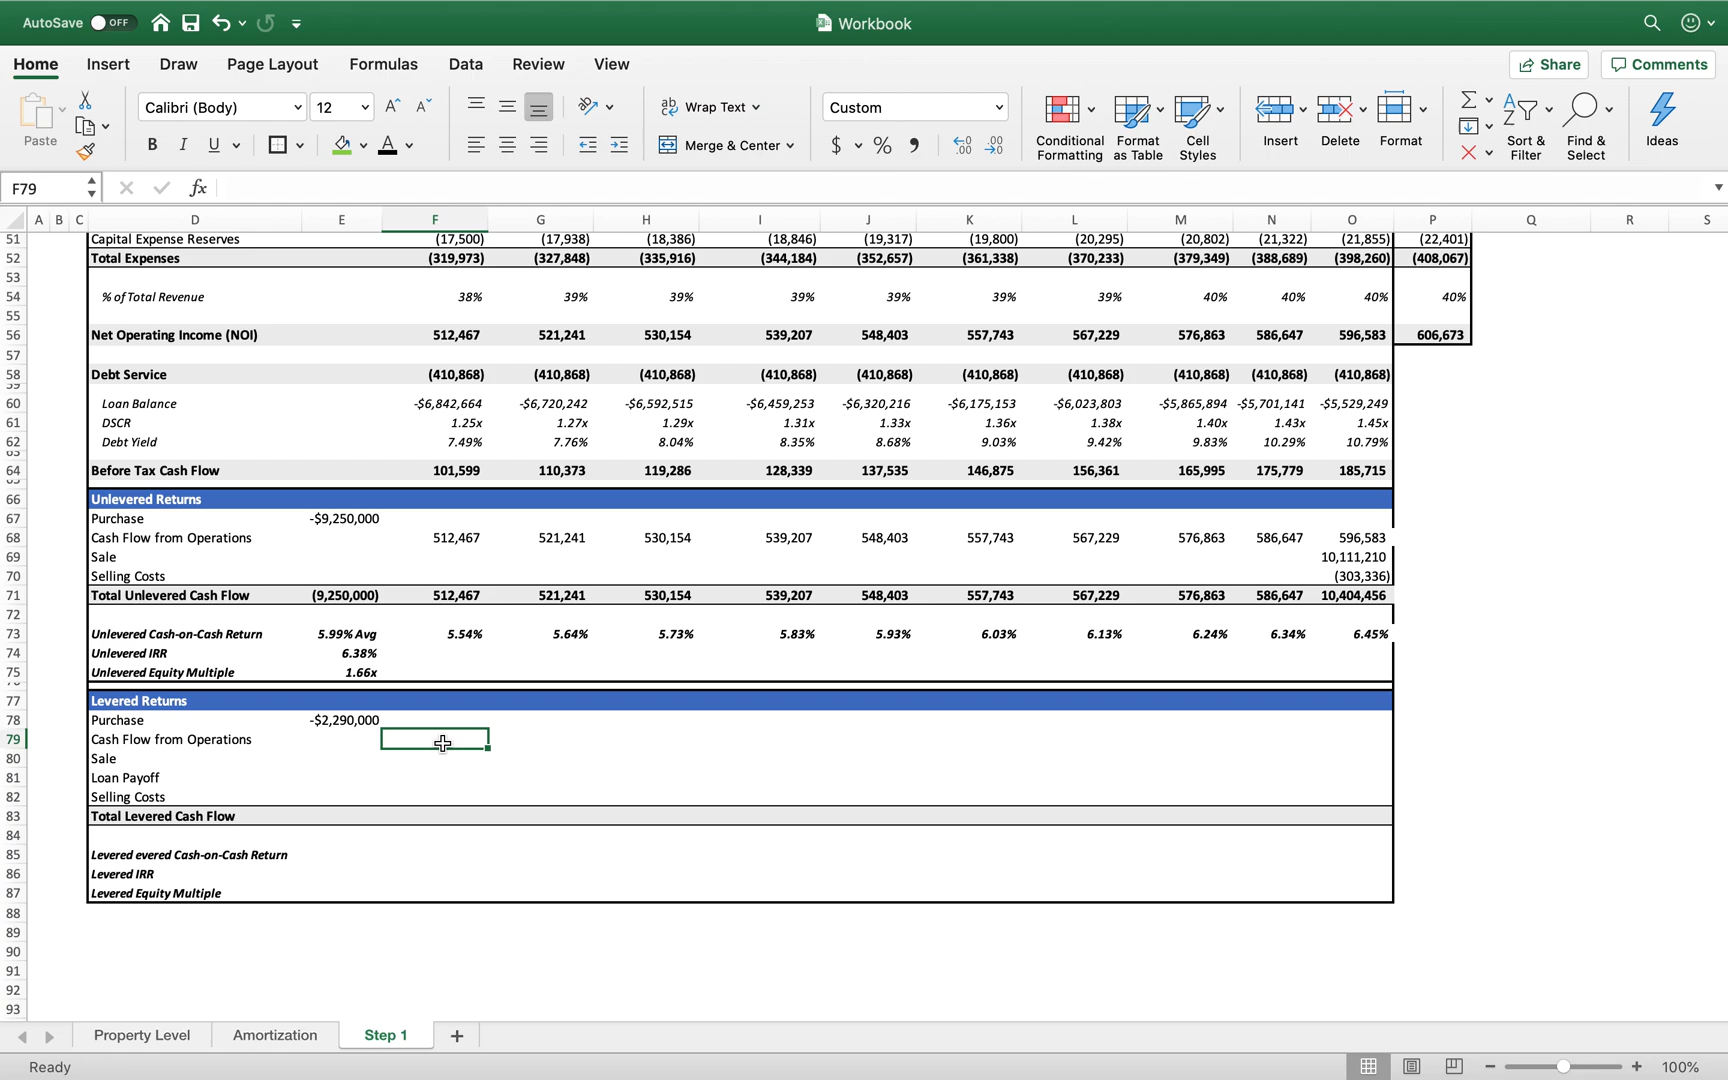 AutoSave OFF Workbook
Home Insert Draw Page Layout Formulas Data Review View Share Comments
Calibri (Body) 12 ab Wrap Text Custom
Paste B I U A Merge & Center $ % , Conditional Formatting Format as Table Cell Styles Insert Delete Format Sort & Filter Find & Select Ideas
F79 fx
A B C D E F G H I J K L M N O P Q R S
51 Capital Expense Reserves (17,500) (17,938) (18,386) (18,846) (19,317) (19,800) (20,295) (20,802) (21,322) (21,855) (22,401)
52 Total Expenses (319,973) (327,848) (335,916) (344,184) (352,657) (361,338) (370,233) (379,349) (388,689) (398,260) (408,067)
53
54 % of Total Revenue 38% 39% 39% 39% 39% 39% 39% 40% 40% 40% 40%
55
56 Net Operating Income (NOI) 512,467 521,241 530,154 539,207 548,403 557,743 567,229 576,863 586,647 596,583 606,673
57
58 Debt Service (410,868) (410,868) (410,868) (410,868) (410,868) (410,868) (410,868) (410,868) (410,868) (410,868)
60 Loan Balance -$6,842,664 -$6,720,242 -$6,592,515 -$6,459,253 -$6,320,216 -$6,175,153 -$6,023,803 -$5,865,894 -$5,701,141 -$5,529,249
61 DSCR 1.25x 1.27x 1.29x 1.31x 1.33x 1.36x 1.38x 1.40x 1.43x 1.45x
62 Debt Yield 7.49% 7.76% 8.04% 8.35% 8.68% 9.03% 9.42% 9.83% 10.29% 10.79%
64 Before Tax Cash Flow 101,599 110,373 119,286 128,339 137,535 146,875 156,361 165,995 175,779 185,715
66 Unlevered Returns
67 Purchase -$9,250,000
68 Cash Flow from Operations 512,467 521,241 530,154 539,207 548,403 557,743 567,229 576,863 586,647 596,583
69 Sale 10,111,210
70 Selling Costs (303,336)
71 Total Unlevered Cash Flow (9,250,000) 512,467 521,241 530,154 539,207 548,403 557,743 567,229 576,863 586,647 10,404,456
72
73 Unlevered Cash-on-Cash Return 5.99% Avg 5.54% 5.64% 5.73% 5.83% 5.93% 6.03% 6.13% 6.24% 6.34% 6.45%
74 Unlevered IRR 6.38%
75 Unlevered Equity Multiple 1.66x
77 Levered Returns
78 Purchase -$2,290,000
79 Cash Flow from Operations
80 Sale
81 Loan Payoff
82 Selling Costs
83 Total Levered Cash Flow
84
85 Levered evered Cash-on-Cash Return
86 Levered IRR
87 Levered Equity Multiple
88
89
90
91
92
93
Property Level Amortization Step 1
Ready 100%